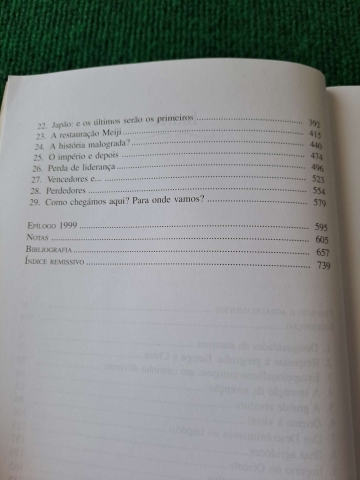 22. Japão: e os últimos serão os primeiros ........ 392
23. A restauração Meiji ........ 415
24. A história malograda? ........ 440
25. O império e depois ........ 474
26. Perda de liderança ........ 496
27. Vencedores e... ........ 523
28. Perdedores ........ 554
29. Como chegámos aqui? Para onde vamos? ........ 579
EPÍLOGO 1999 ........ 595
NOTAS ........ 605
BIBLIOGRAFIA ........ 657
ÍNDICE REMISSIVO ........ 739